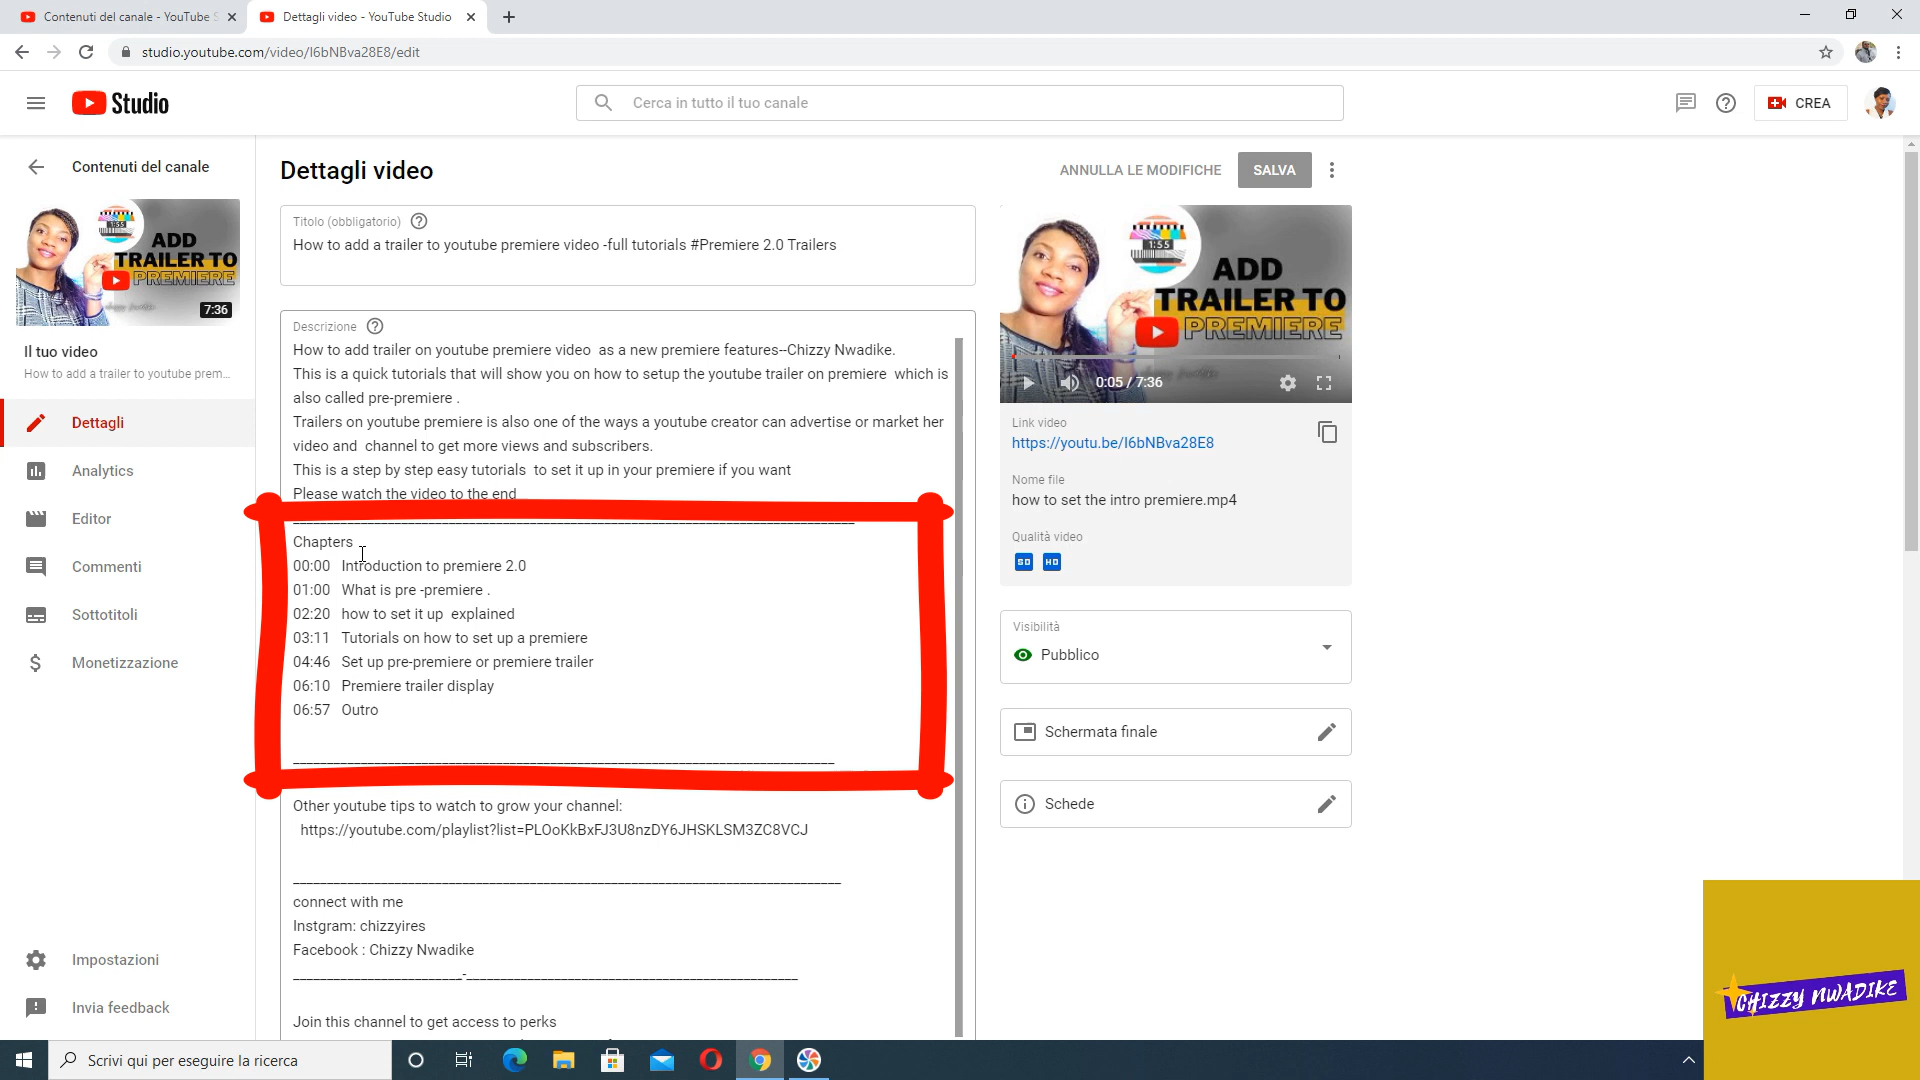 Contenuti del canale - YouTube S
Dettagli video - YouTube Studio
studio.youtube.com/video/I6bNBva28E8/edit
Studio
Cerca in tutto il tuo canale
CREA
Contenuti del canale
1:55
ADD
TRAILER TO
PREMIERE
7:36
Il tuo video
How to add a trailer to youtube prem...
Dettagli
Analytics
Editor
Commenti
Sottotitoli
Monetizzazione
Impostazioni
Invia feedback
Dettagli video
ANNULLA LE MODIFICHE
SALVA
Titolo (obbligatorio)
How to add a trailer to youtube premiere video -full tutorials #Premiere 2.0 Trailers
Descrizione
How to add trailer on youtube premiere video  as a new premiere features--Chizzy Nwadike.
This is a quick tutorials that will show you on how to setup the youtube trailer on premiere  which is
also called pre-premiere .
Trailers on youtube premiere is also one of the ways a youtube creator can advertise or market her
video and  channel to get more views and subscribers.
This is a step by step easy tutorials  to set it up in your premiere if you want
Please watch the video to the end
Chapters
00:00   Introduction to premiere 2.0
01:00   What is pre -premiere .
02:20   how to set it up  explained
03:11   Tutorials on how to set up a premiere
04:46   Set up pre-premiere or premiere trailer
06:10   Premiere trailer display
06:57   Outro
Other youtube tips to watch to grow your channel:
https://youtube.com/playlist?list=PLOoKkBxFJ3U8nzDY6JHSKLSM3ZC8VCJ
connect with me
Instgram: chizzyires
Facebook : Chizzy Nwadike
Join this channel to get access to perks
1:55
ADD
TRAILER TO
PREMIERE
0:05 / 7:36
Link video
https://youtu.be/I6bNBva28E8
Nome file
how to set the intro premiere.mp4
Qualità video
SD HD
Visibilità
Pubblico
Schermata finale
Schede
CHIZZY NWADIKE
Scrivi qui per eseguire la ricerca